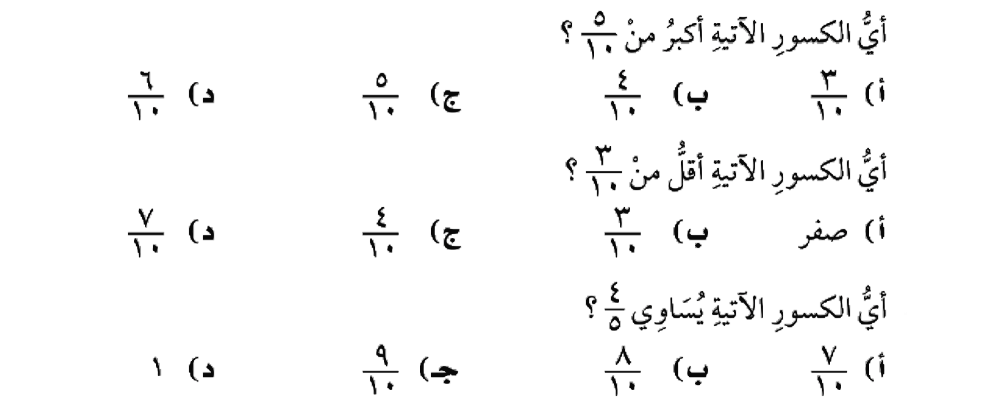 أيُّ الكسورِ الآتيةِ أكبرُ منْ ٥/١٠ ؟
أ) ٣/١٠ ب) ٤/١٠ ج) ٥/١٠ د) ٦/١٠
أيُّ الكسورِ الآتيةِ أقلُّ منْ ٣/١٠ ؟
أ) صفر ب) ٣/١٠ ج) ٤/١٠ د) ٧/١٠
أيُّ الكسورِ الآتيةِ يُسَاوِي ٤/٥ ؟
أ) ٧/١٠ ب) ٨/١٠ جـ) ٩/١٠ د) ١